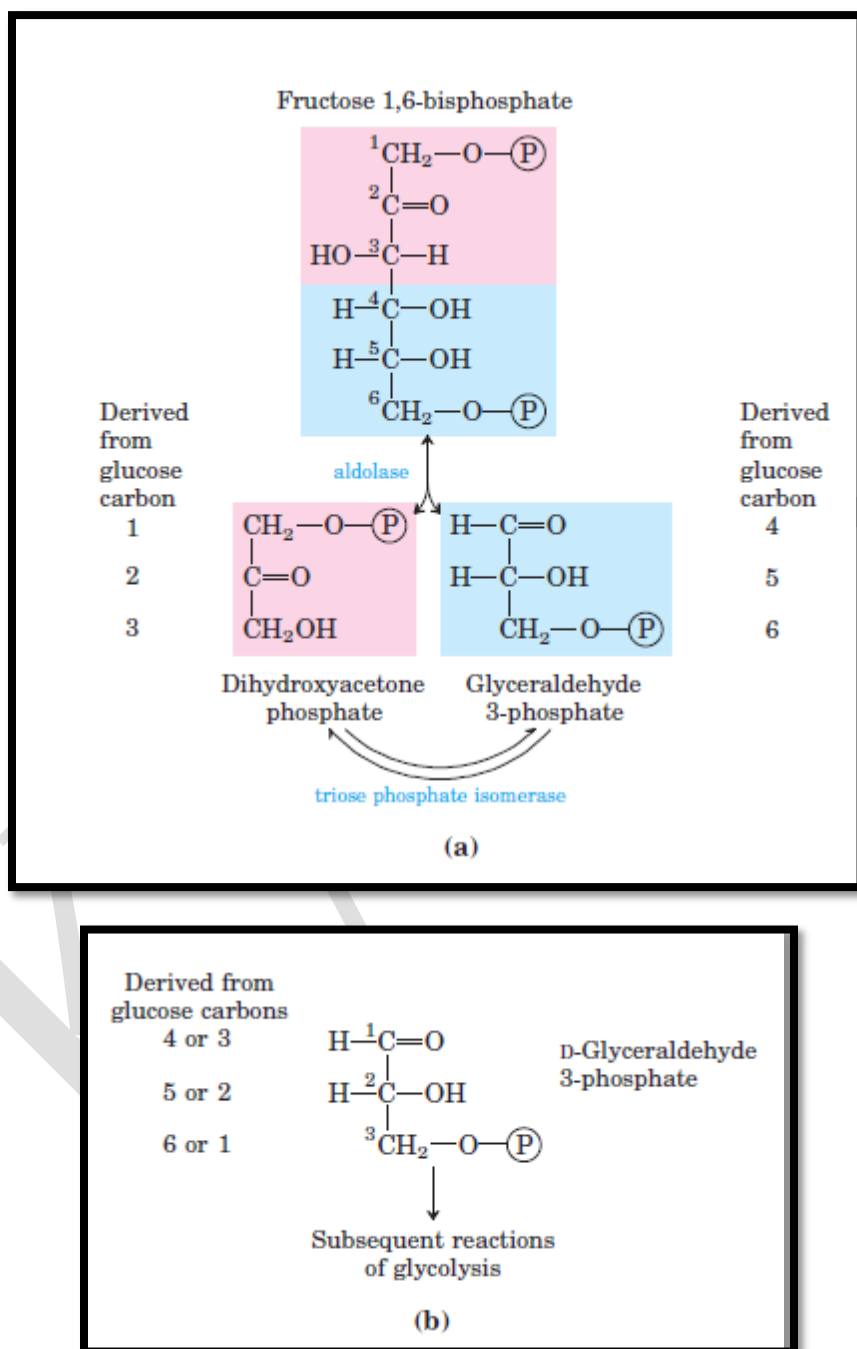 Fructose 1,6-bisphosphate
1CH2—O—P
2C=O
HO—3C—H
H—4C—OH
H—5C—OH
6CH2—O—P
Derived
from
glucose
carbon
1
2
3
aldolase
Derived
from
glucose
carbon
4
5
6
CH2—O—P
C=O
CH2OH
H—C=O
H—C—OH
CH2—O—P
Dihydroxyacetone
phosphate
Glyceraldehyde
3-phosphate
triose phosphate isomerase
(a)
Derived from
glucose carbons
4 or 3
5 or 2
6 or 1
H—1C=O
H—2C—OH
3CH2—O—P
D-Glyceraldehyde
3-phosphate
Subsequent reactions
of glycolysis
(b)